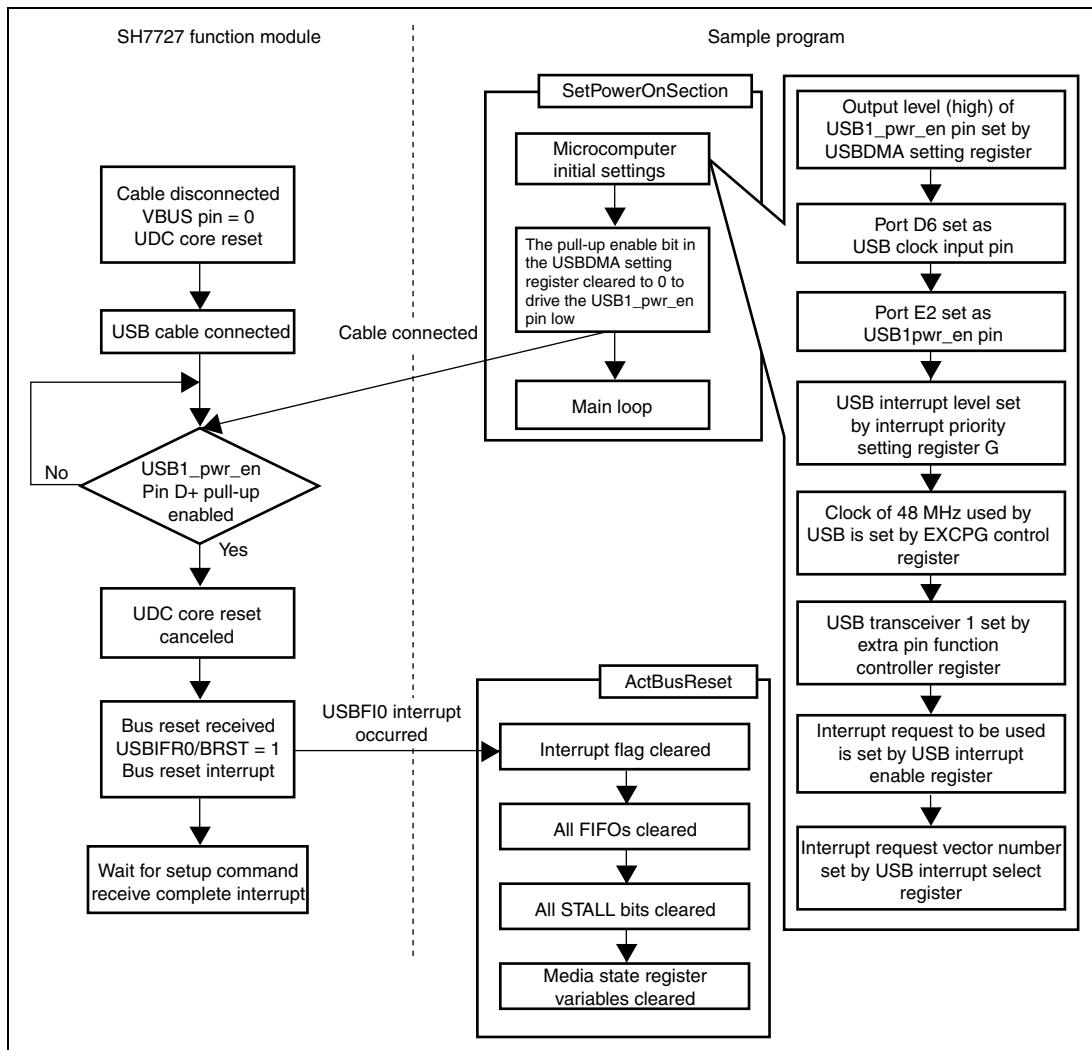 SH7727 function module
Sample program
Cable disconnected
VBUS pin = 0
UDC core reset
USB cable connected
No
USB1_pwr_en
Pin D+ pull-up
enabled
Yes
UDC core reset
canceled
Bus reset received
USBIFR0/BRST = 1
Bus reset interrupt
Wait for setup command
receive complete interrupt
Cable connected
USBFI0 interrupt
occurred
SetPowerOnSection
Microcomputer
initial settings
The pull-up enable bit in
the USBDMA setting
register cleared to 0 to
drive the USB1_pwr_en
pin low
Main loop
ActBusReset
Interrupt flag cleared
All FIFOs cleared
All STALL bits cleared
Media state register
variables cleared
Output level (high) of
USB1_pwr_en pin set by
USBDMA setting register
Port D6 set as
USB clock input pin
Port E2 set as
USB1pwr_en pin
USB interrupt level set
by interrupt priority
setting register G
Clock of 48 MHz used by
USB is set by EXCPG control
register
USB transceiver 1 set by
extra pin function
controller register
Interrupt request to be used
is set by USB interrupt
enable register
Interrupt request vector number
set by USB interrupt select
register